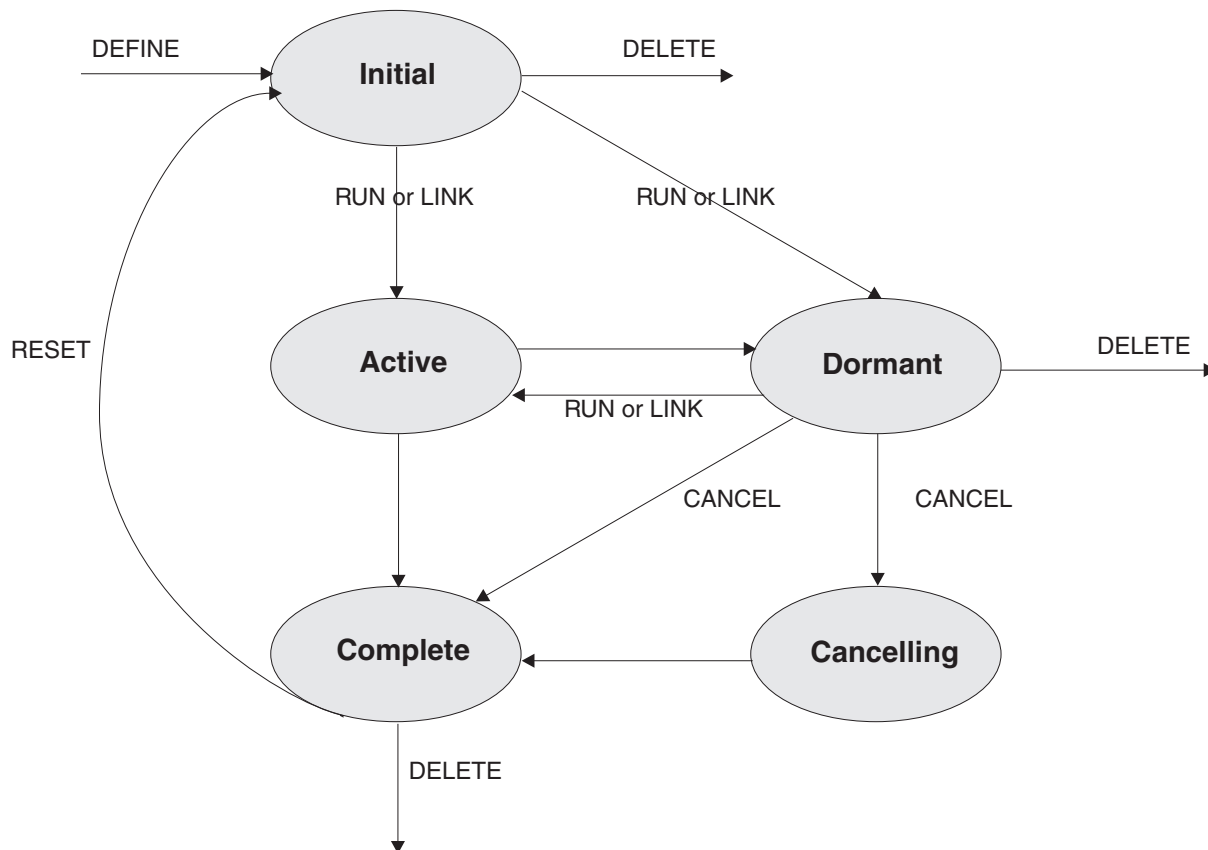 DEFINE
Initial
DELETE
RUN or LINK
RUN or LINK
RESET
Active
Dormant
DELETE
RUN or LINK
CANCEL
CANCEL
Complete
Cancelling
DELETE